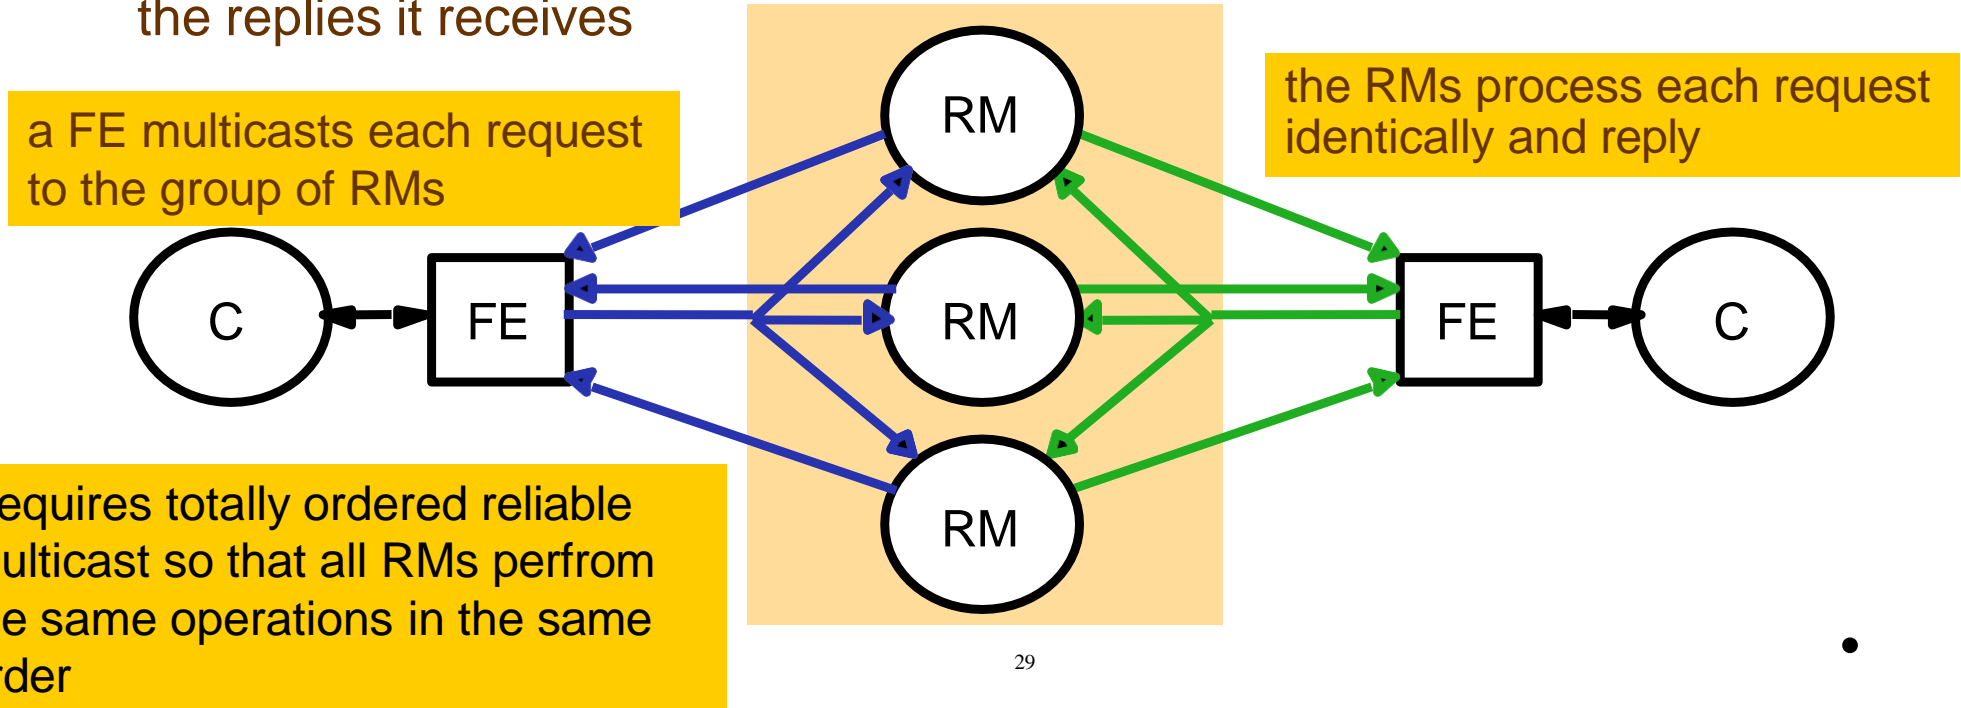 the replies it receives
a FE multicasts each request
to the group of RMs
the RMs process each request
identically and reply
RM
C
FE
RM
FE
C
RM
equires totally ordered reliable
ulticast so that all RMs perfrom
e same operations in the same
rder
29